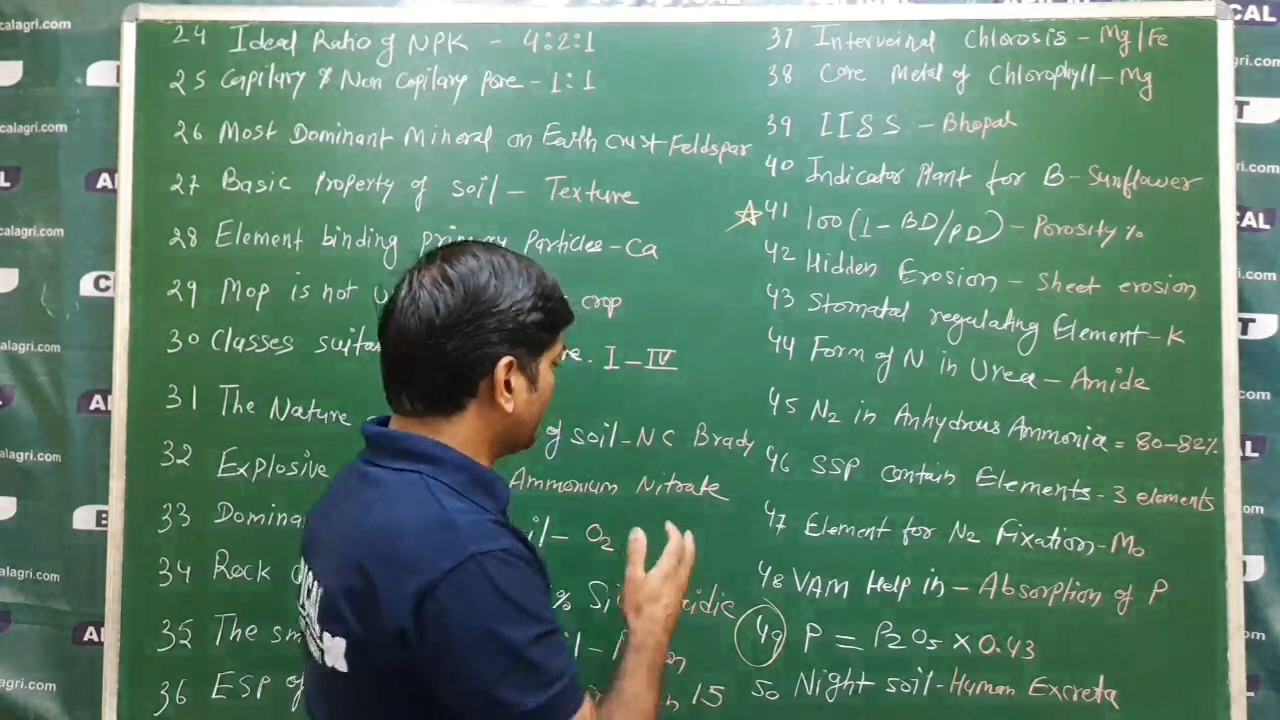 24 Ideal Ratio of NPK - 4:2:1
25 Capilary & Non Capilary Pore - 1:1
26 Most Dominant Mineral on Earth crust Feldspar
27 Basic Property of soil - Texture
28 Element binding primary Particles - Ca
29 Mop is not crop
30 Classes I - IV
31 The Nature of soil - NC Brady
32 Explosive Ammonium Nitrate
33 - O2
34 Rock %
35 The
36 ESP of 15
37 Interveinal Chlorosis - Mg/Fe
38 Core Metal of Chlorophyll - Mg
39 IISS - Bhopal
40 Indicator Plant for B - Sunflower
41 100(1 - BD/PD) - Porosity %
42 Hidden Erosion - Sheet erosion
43 Stomatal regulating Element - K
44 Form of N in Urea - Amide
45 N2 in Anhydrous Ammonia = 80-82%
46 SSP contain Elements - 3 elements
47 Element for N2 Fixation - Mo
48 VAM Help in - Absorption of P
49 P = P2O5 × 0.43
50 Night soil - Human Excreta